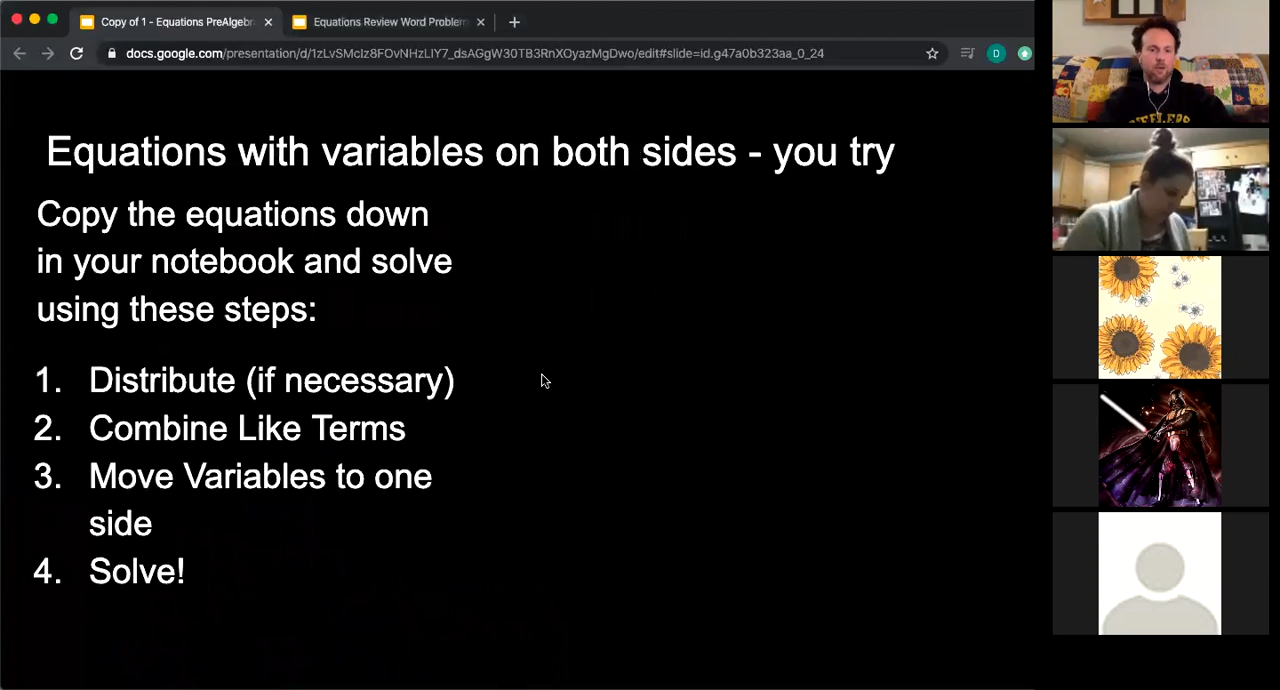 Copy of 1 - Equations PreAlgebr
Equations Review Word Problem
docs.google.com/presentation/d/1zLvSMcIz8FOvNHzLIY7_dsAGgW30TB3RnXOyazMgDwo/edit#slide=id.g47a0b323aa_0_24
D
Equations with variables on both sides - you try
Copy the equations down
in your notebook and solve
using these steps:
1. Distribute (if necessary)
2. Combine Like Terms
3. Move Variables to one
side
4. Solve!